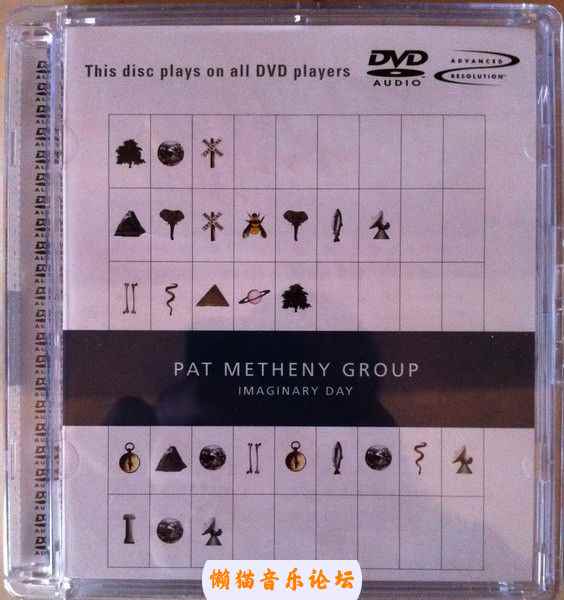 This disc plays on all DVD players
DVD
AUDIO
ADVANCED
RESOLUTION
PAT METHENY GROUP
IMAGINARY DAY
懒猫音乐论坛